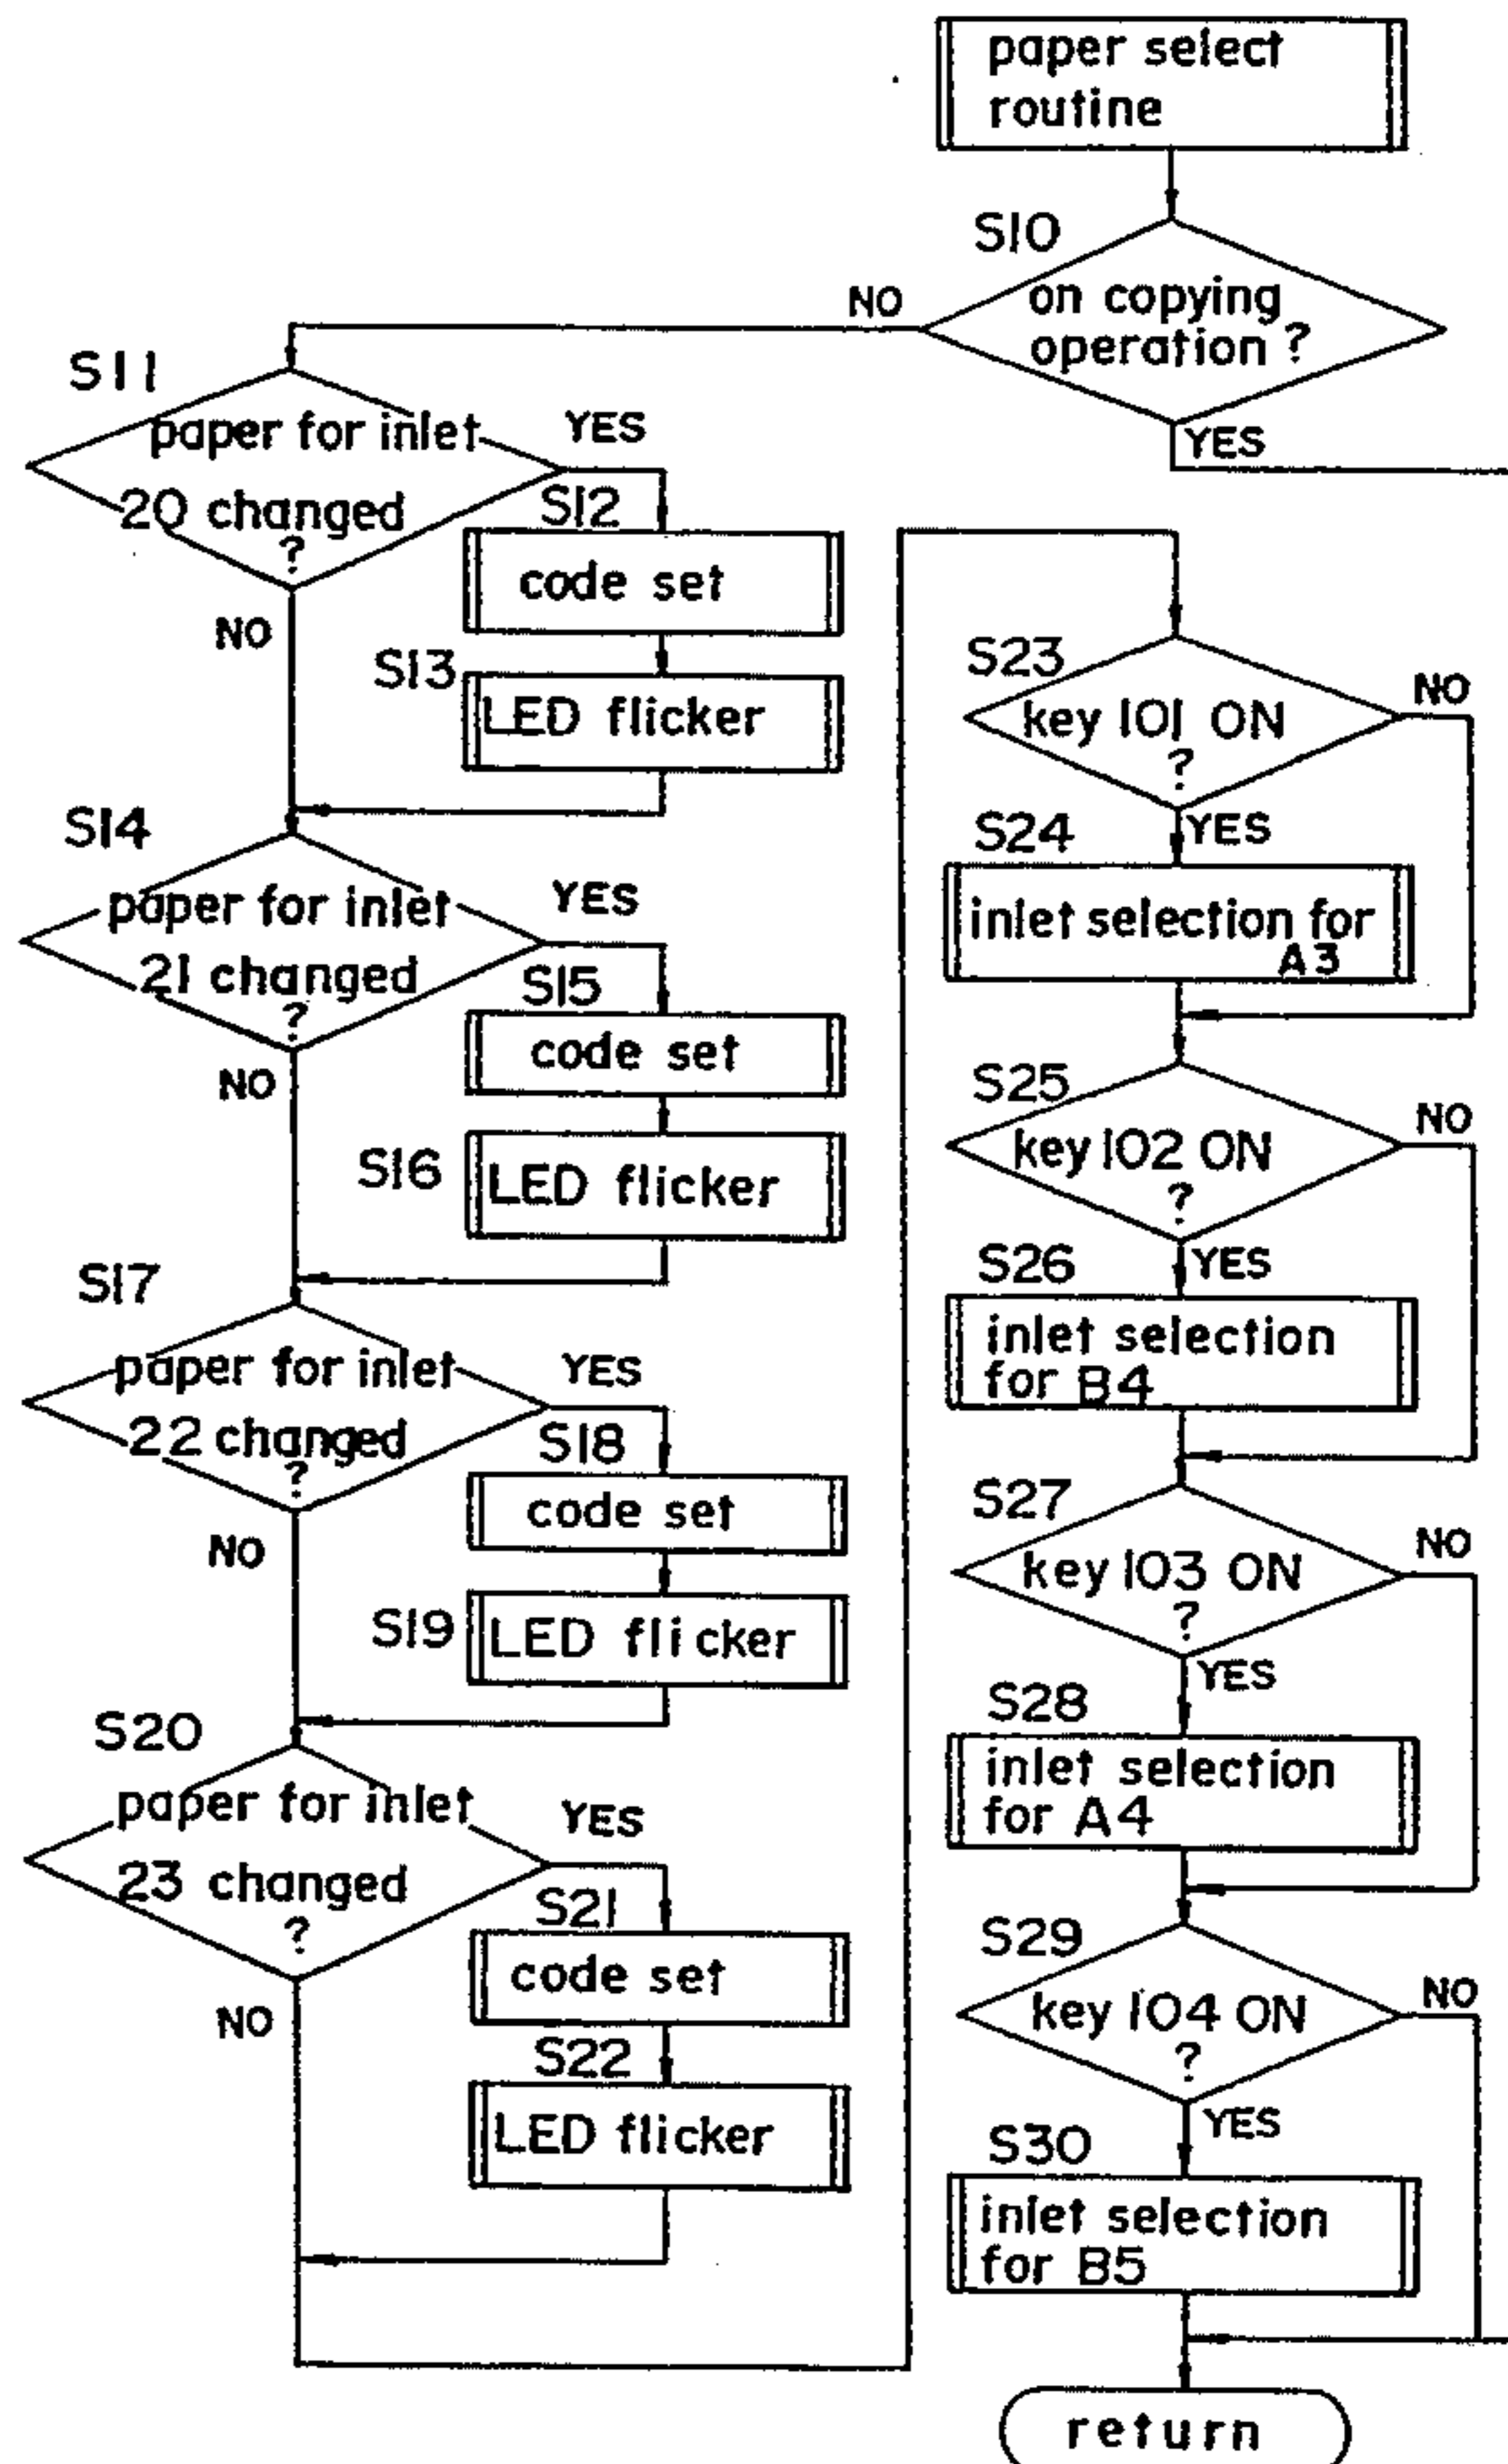 paper select
routine
S10
on copying
operation ?
NO
YES
S11
paper for inlet
20 changed
?
YES
NO
S12
code set
S13
LED flicker
S14
paper for inlet
21 changed
?
YES
NO
S15
code set
S16
LED flicker
S17
paper for inlet
22 changed
?
YES
NO
S18
code set
S19
LED flicker
S20
paper for inlet
23 changed
?
YES
NO
S21
code set
S22
LED flicker
S23
key 101 ON
?
NO
YES
S24
inlet selection for
A3
S25
key 102 ON
?
NO
YES
S26
inlet selection
for B4
S27
key 103 ON
?
NO
YES
S28
inlet selection
for A4
S29
key 104 ON
?
NO
YES
S30
inlet selection
for B5
return